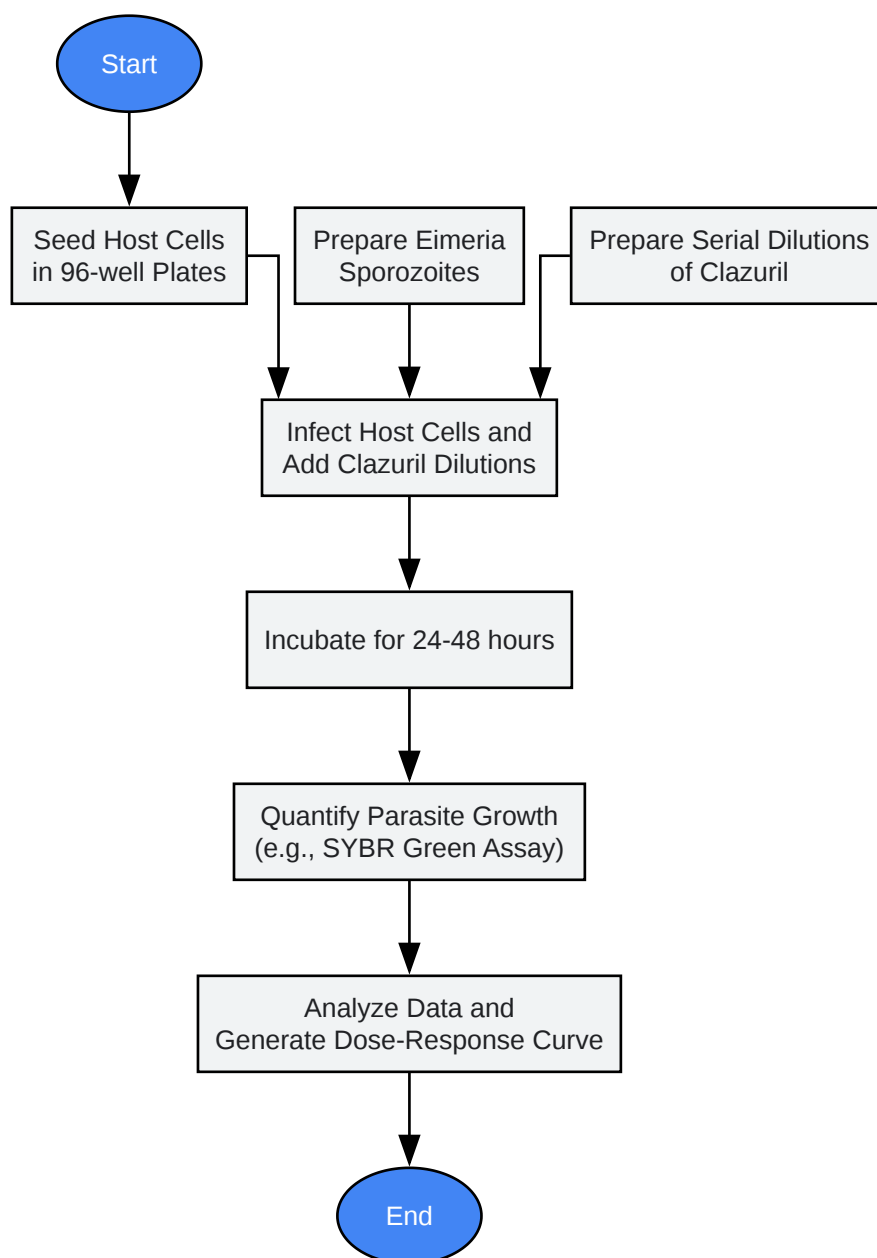 Start
Seed Host Cells
in 96-well Plates
Prepare Eimeria
Sporozoites
Prepare Serial Dilutions
of Clazuril
Infect Host Cells and
Add Clazuril Dilutions
Incubate for 24-48 hours
Quantify Parasite Growth
(e.g., SYBR Green Assay)
Analyze Data and
Generate Dose-Response Curve
End